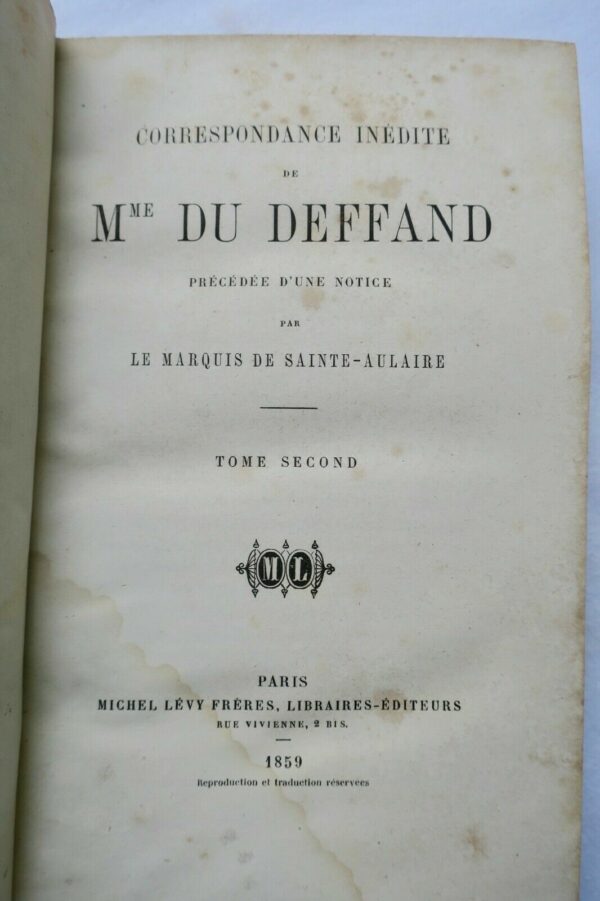 CORRESPONDANCE INÉDITE
DE
MME DU DEFFAND
PRÉCÉDÉE D'UNE NOTICE
PAR
LE MARQUIS DE SAINTE-AULAIRE
TOME SECOND
ML
PARIS
MICHEL LÉVY FRÈRES, LIBRAIRES-ÉDITEURS
RUE VIVIENNE, 2 BIS.
1859
Reproduction et traduction réservées